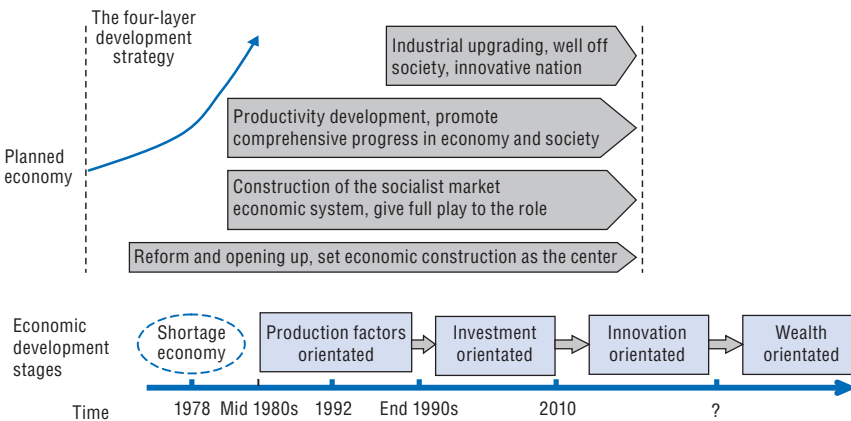 The four-layer
development
strategy
Industrial upgrading, well off
society, innovative nation
Productivity development, promote
comprehensive progress in economy and society
Planned
economy
Construction of the socialist market
economic system, give full play to the role
Reform and opening up, set economic construction as the center
Economic
development
stages
Shortage
economy
Production factors
orientated
Investment
orientated
Innovation
orientated
Wealth
orientated
Time
1978
Mid 1980s
1992
End 1990s
2010
?